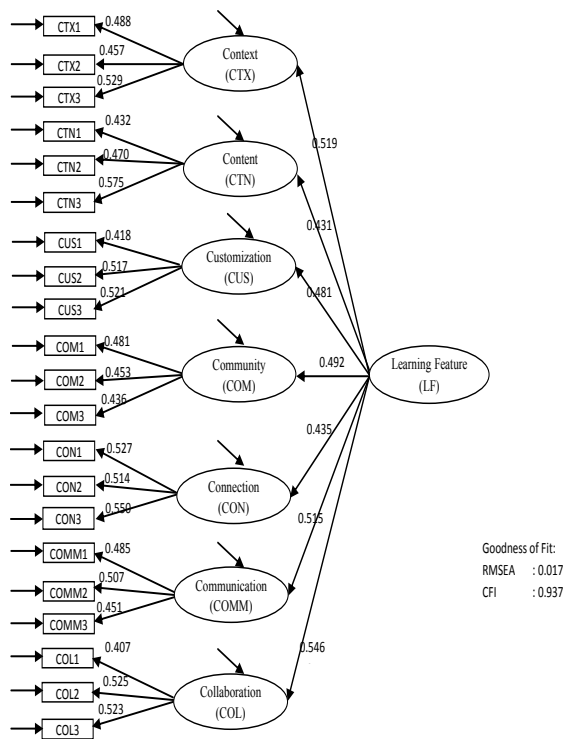 CTX1
0.488
CTX2
0.457
CTX3
0.529
Context
(CTX)
0.519
CTN1
0.432
CTN2
0.470
CTN3
0.575
Content
(CTN)
0.431
CUS1
0.418
CUS2
0.517
CUS3
0.521
Customization
(CUS)
0.481
COM1
0.481
COM2
0.453
COM3
0.436
Community
(COM)
0.492
Learning Feature
(LF)
CON1
0.527
CON2
0.514
CON3
0.550
Connection
(CON)
0.435
COMM1
0.485
COMM2
0.507
COMM3
0.451
Communication
(COMM)
0.515
COL1
0.407
COL2
0.525
COL3
0.523
Collaboration
(COL)
0.546
Goodness of Fit:
RMSEA : 0.017
CFI : 0.937